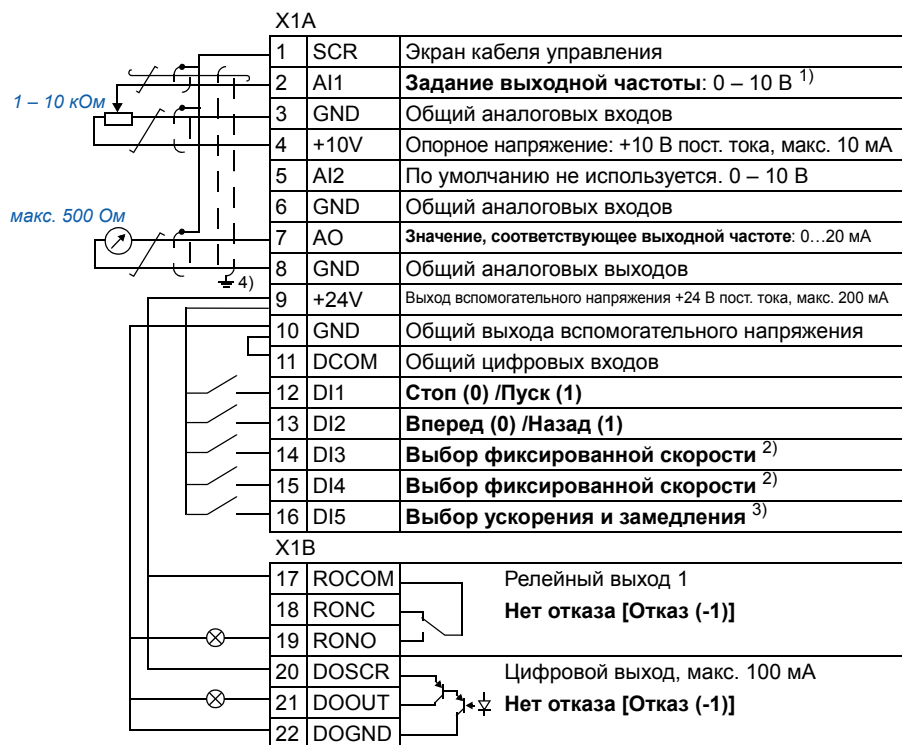 X1A
1 SCR Экран кабеля управления
2 AI1 Задание выходной частоты: 0 – 10 В 1)
1 – 10 кОм
3 GND Общий аналоговых входов
4 +10V Опорное напряжение: +10 В пост. тока, макс. 10 мА
5 AI2 По умолчанию не используется. 0 – 10 В
6 GND Общий аналоговых входов
макс. 500 Ом
7 AO Значение, соответствующее выходной частоте: 0…20 мА
8 GND Общий аналоговых выходов
4)
9 +24V Выход вспомогательного напряжения +24 В пост. тока, макс. 200 мА
10 GND Общий выхода вспомогательного напряжения
11 DCOM Общий цифровых входов
12 DI1 Стоп (0) /Пуск (1)
13 DI2 Вперед (0) /Назад (1)
14 DI3 Выбор фиксированной скорости 2)
15 DI4 Выбор фиксированной скорости 2)
16 DI5 Выбор ускорения и замедления 3)
X1B
17 ROCOM Релейный выход 1
18 RONC Нет отказа [Отказ (-1)]
19 RONO
20 DOSCR Цифровой выход, макс. 100 мА
21 DOOUT Нет отказа [Отказ (-1)]
22 DOGND